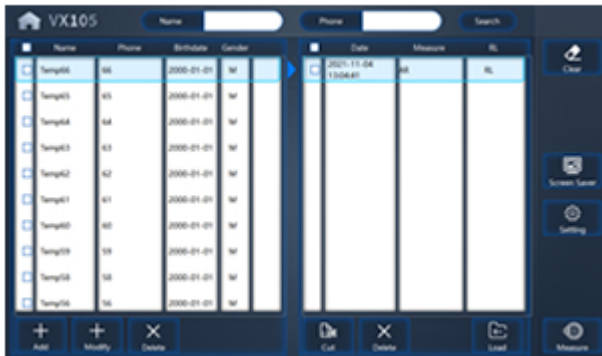 VX105 Name Phone Search
Name Phone Birthdate Gender Date Measure RL
Temp66 66 2000-01-01 M 2021-11-04 13:04:41 AR RL
Temp65 65 2000-01-01 M
Temp64 64 2000-01-01 M
Temp63 63 2000-01-01 M
Temp62 62 2000-01-01 M
Temp61 61 2000-01-01 M
Temp60 60 2000-01-01 M
Temp59 59 2000-01-01 M
Temp58 58 2000-01-01 M
Temp56 56 2000-01-01 M
Clear
Screen Saver
Setting
Add Modify Delete Cut Delete Load Measure